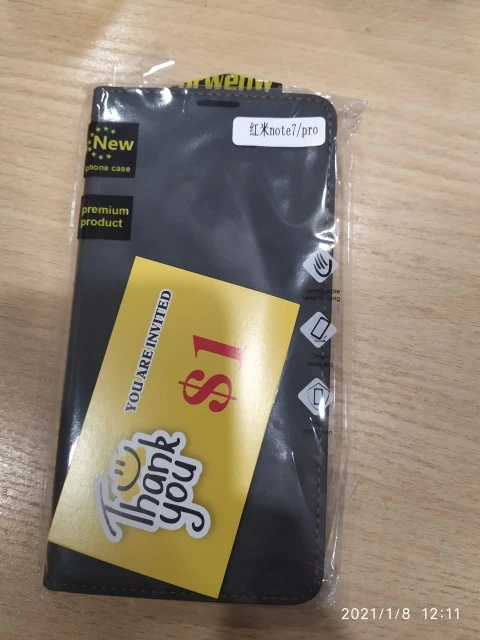 红米note7/pro
New
phone case
premium
product
YOU ARE INVITED
$1
Thank
you
2021/1/8 12:11